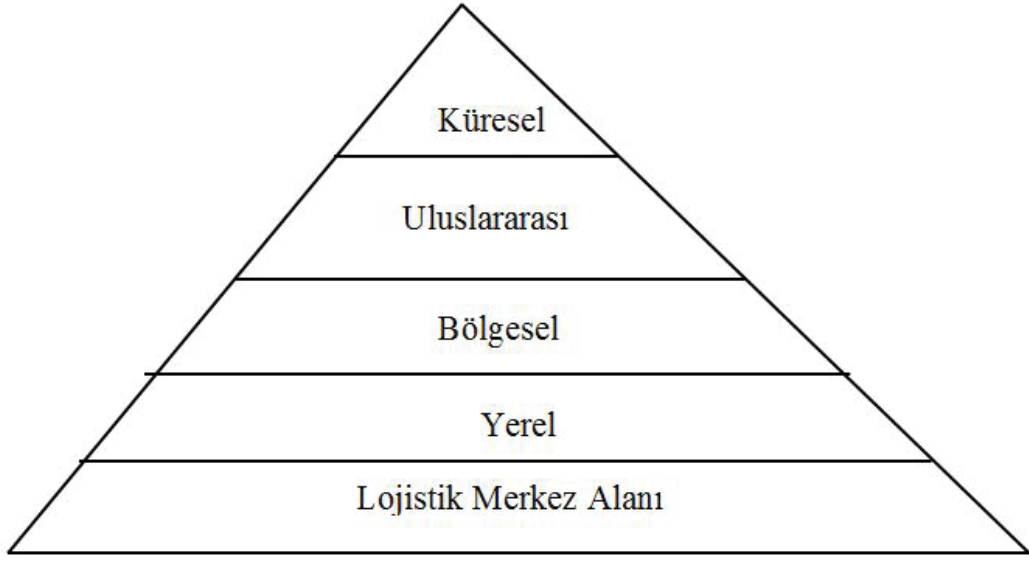 Küresel
Uluslararası
Bölgesel
Yerel
Lojistik Merkez Alanı